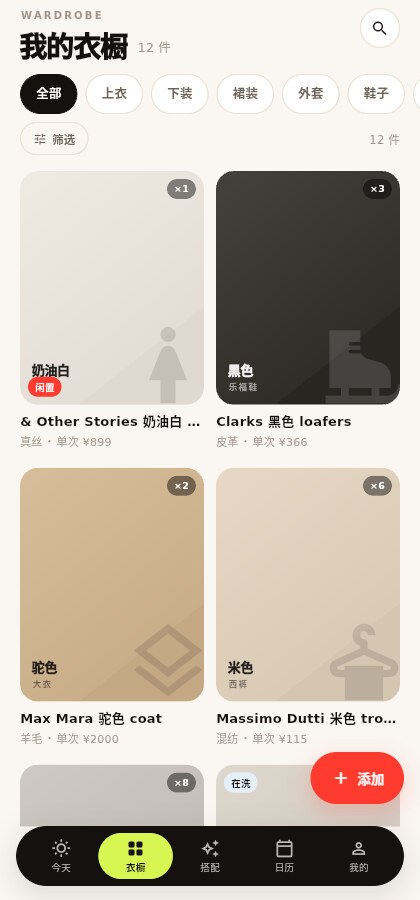 WARDROBE
我的衣橱 12 件
全部 上衣 下装 裙装 外套 鞋子
筛选 12 件
×1
奶油白
闲置
& Other Stories 奶油白 ...
真丝 · 单次 ¥899
×3
黑色
乐福鞋
Clarks 黑色 loafers
皮革 · 单次 ¥366
×2
驼色
大衣
Max Mara 驼色 coat
羊毛 · 单次 ¥2000
×6
米色
西裤
Massimo Dutti 米色 tro...
混纺 · 单次 ¥115
×8
在洗
+ 添加
今天 衣橱 搭配 日历 我的